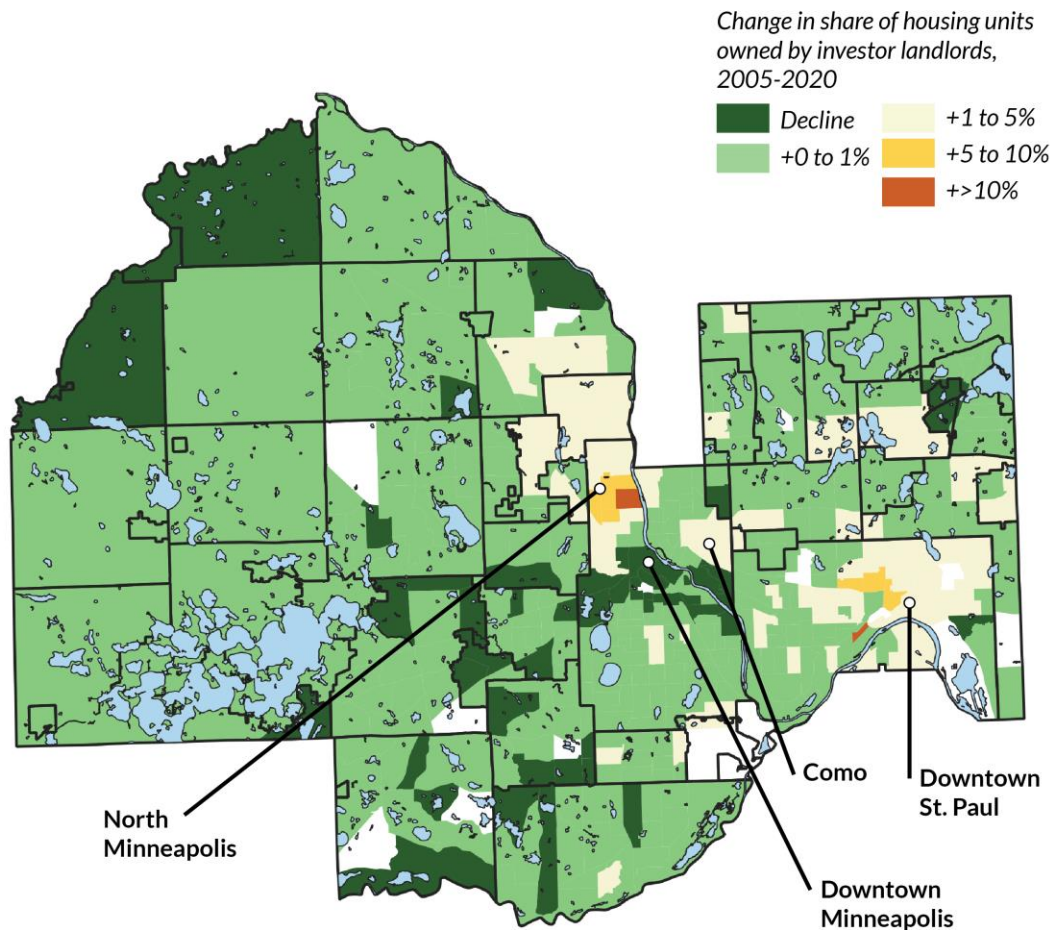 Change in share of housing units
owned by investor landlords,
2005-2020
Decline
+0 to 1%
+1 to 5%
+5 to 10%
+>10%
North
Minneapolis
Como
Downtown
St. Paul
Downtown
Minneapolis